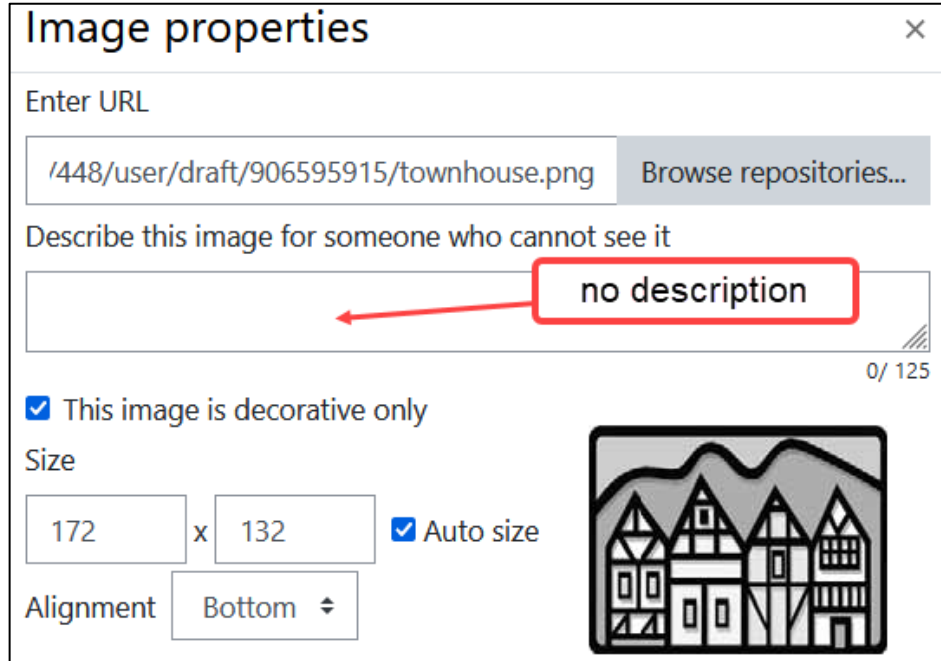 Image properties ×
Enter URL
/448/user/draft/906595915/townhouse.png Browse repositories...
Describe this image for someone who cannot see it
no description
0/ 125
This image is decorative only
Size
172 x 132 Auto size
Alignment Bottom